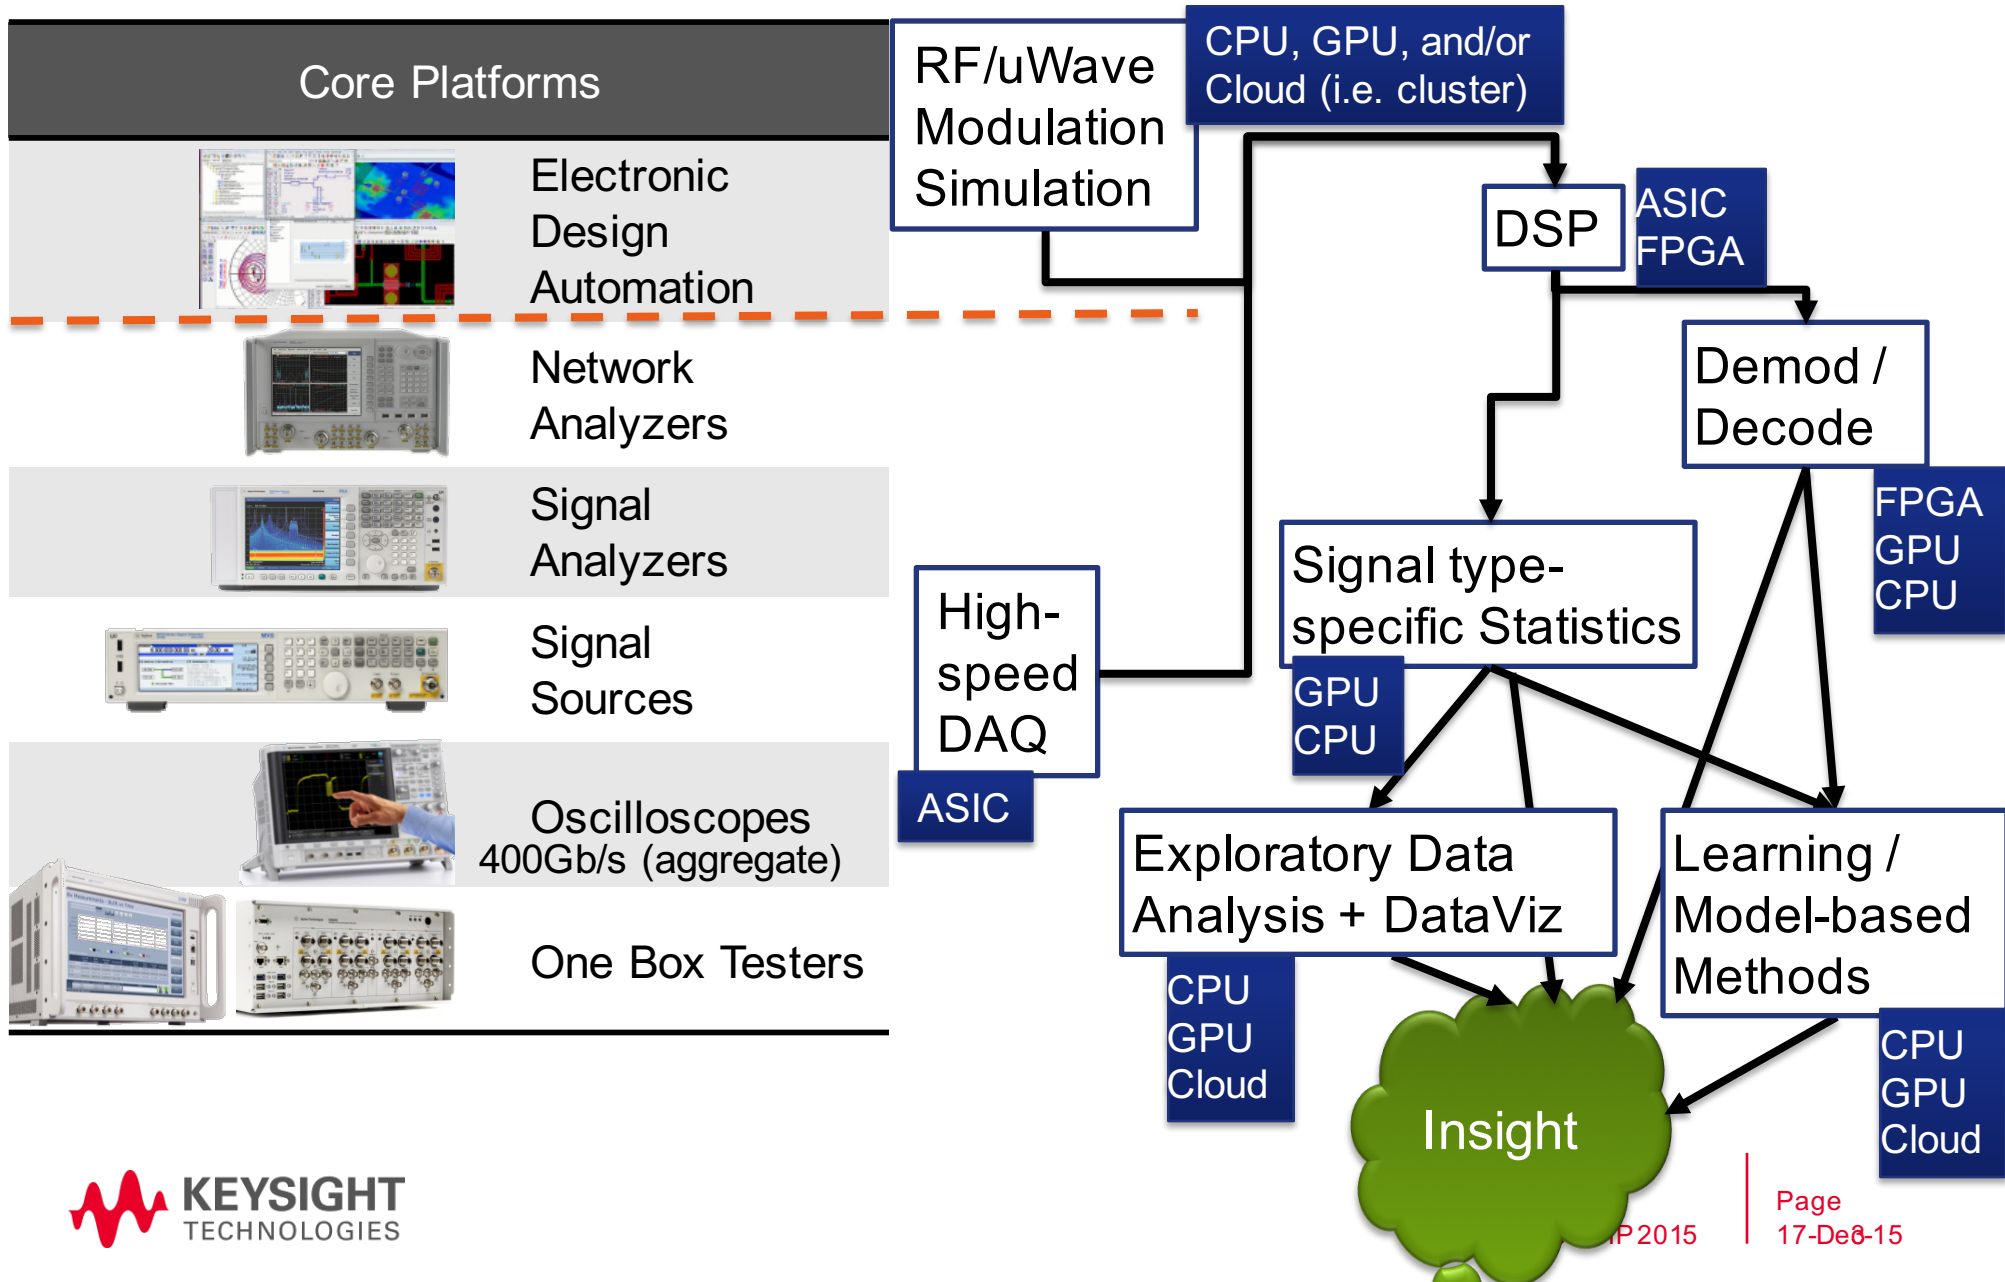 Core Platforms
Electronic
Design
Automation
Network
Analyzers
Signal
Analyzers
Signal
Sources
Oscilloscopes
400Gb/s (aggregate)
One Box Testers
RF/uWave
Modulation
Simulation
CPU, GPU, and/or
Cloud (i.e. cluster)
DSP
ASIC
FPGA
Demod /
Decode
FPGA
GPU
CPU
Signal type-
specific Statistics
GPU
CPU
High-
speed
DAQ
ASIC
Exploratory Data
Analysis + DataViz
CPU
GPU
Cloud
Learning /
Model-based
Methods
CPU
GPU
Cloud
Insight
KEYSIGHT
TECHNOLOGIES
2015
Page